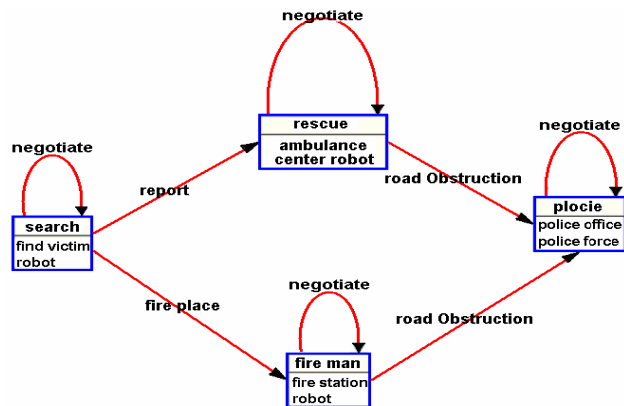 negotiate
rescue
ambulance
center robot
negotiate
search
find victim
robot
report
road Obstruction
negotiate
plocie
police office
police force
fire place
negotiate
fire man
fire station
robot
road Obstruction